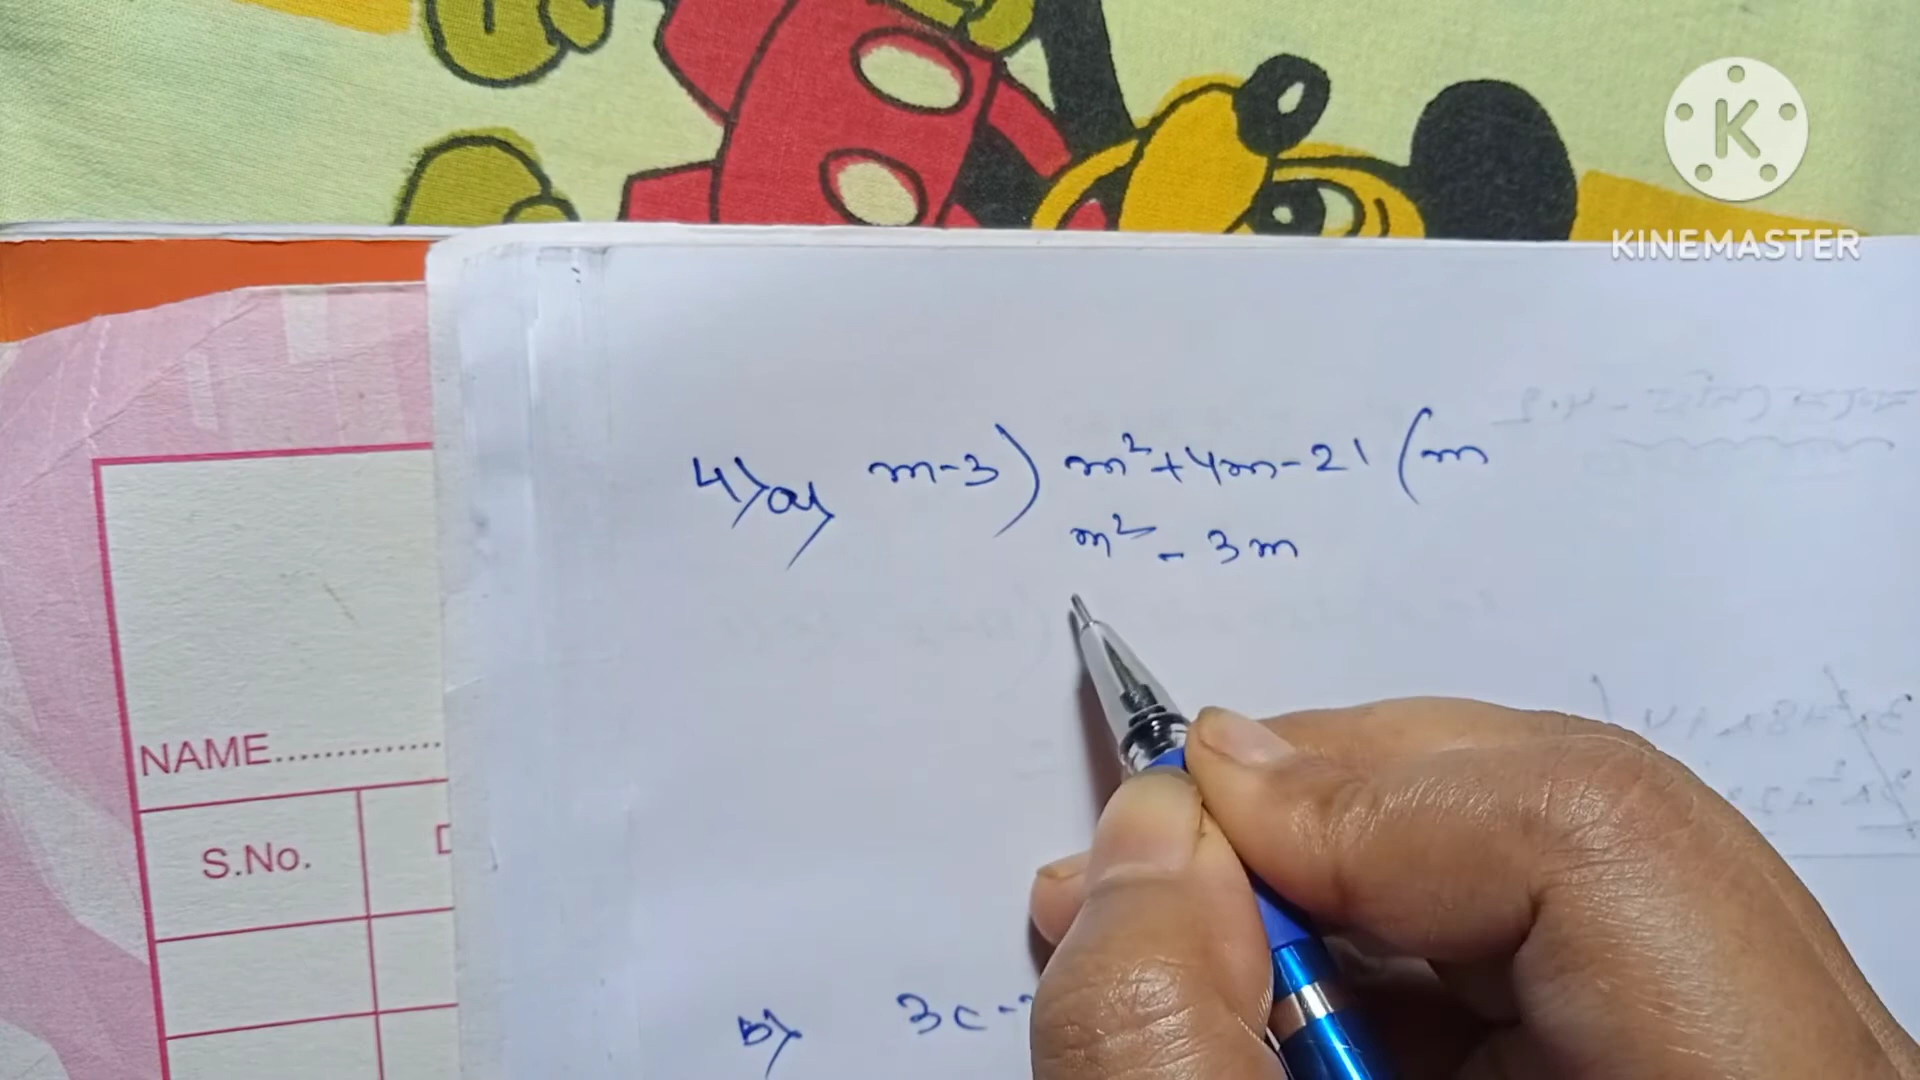 K
KINEMASTER
4) a) m-3) m²+4m-21 (m
m² - 3m
NAME..............
S.No.
D
b) 3c-